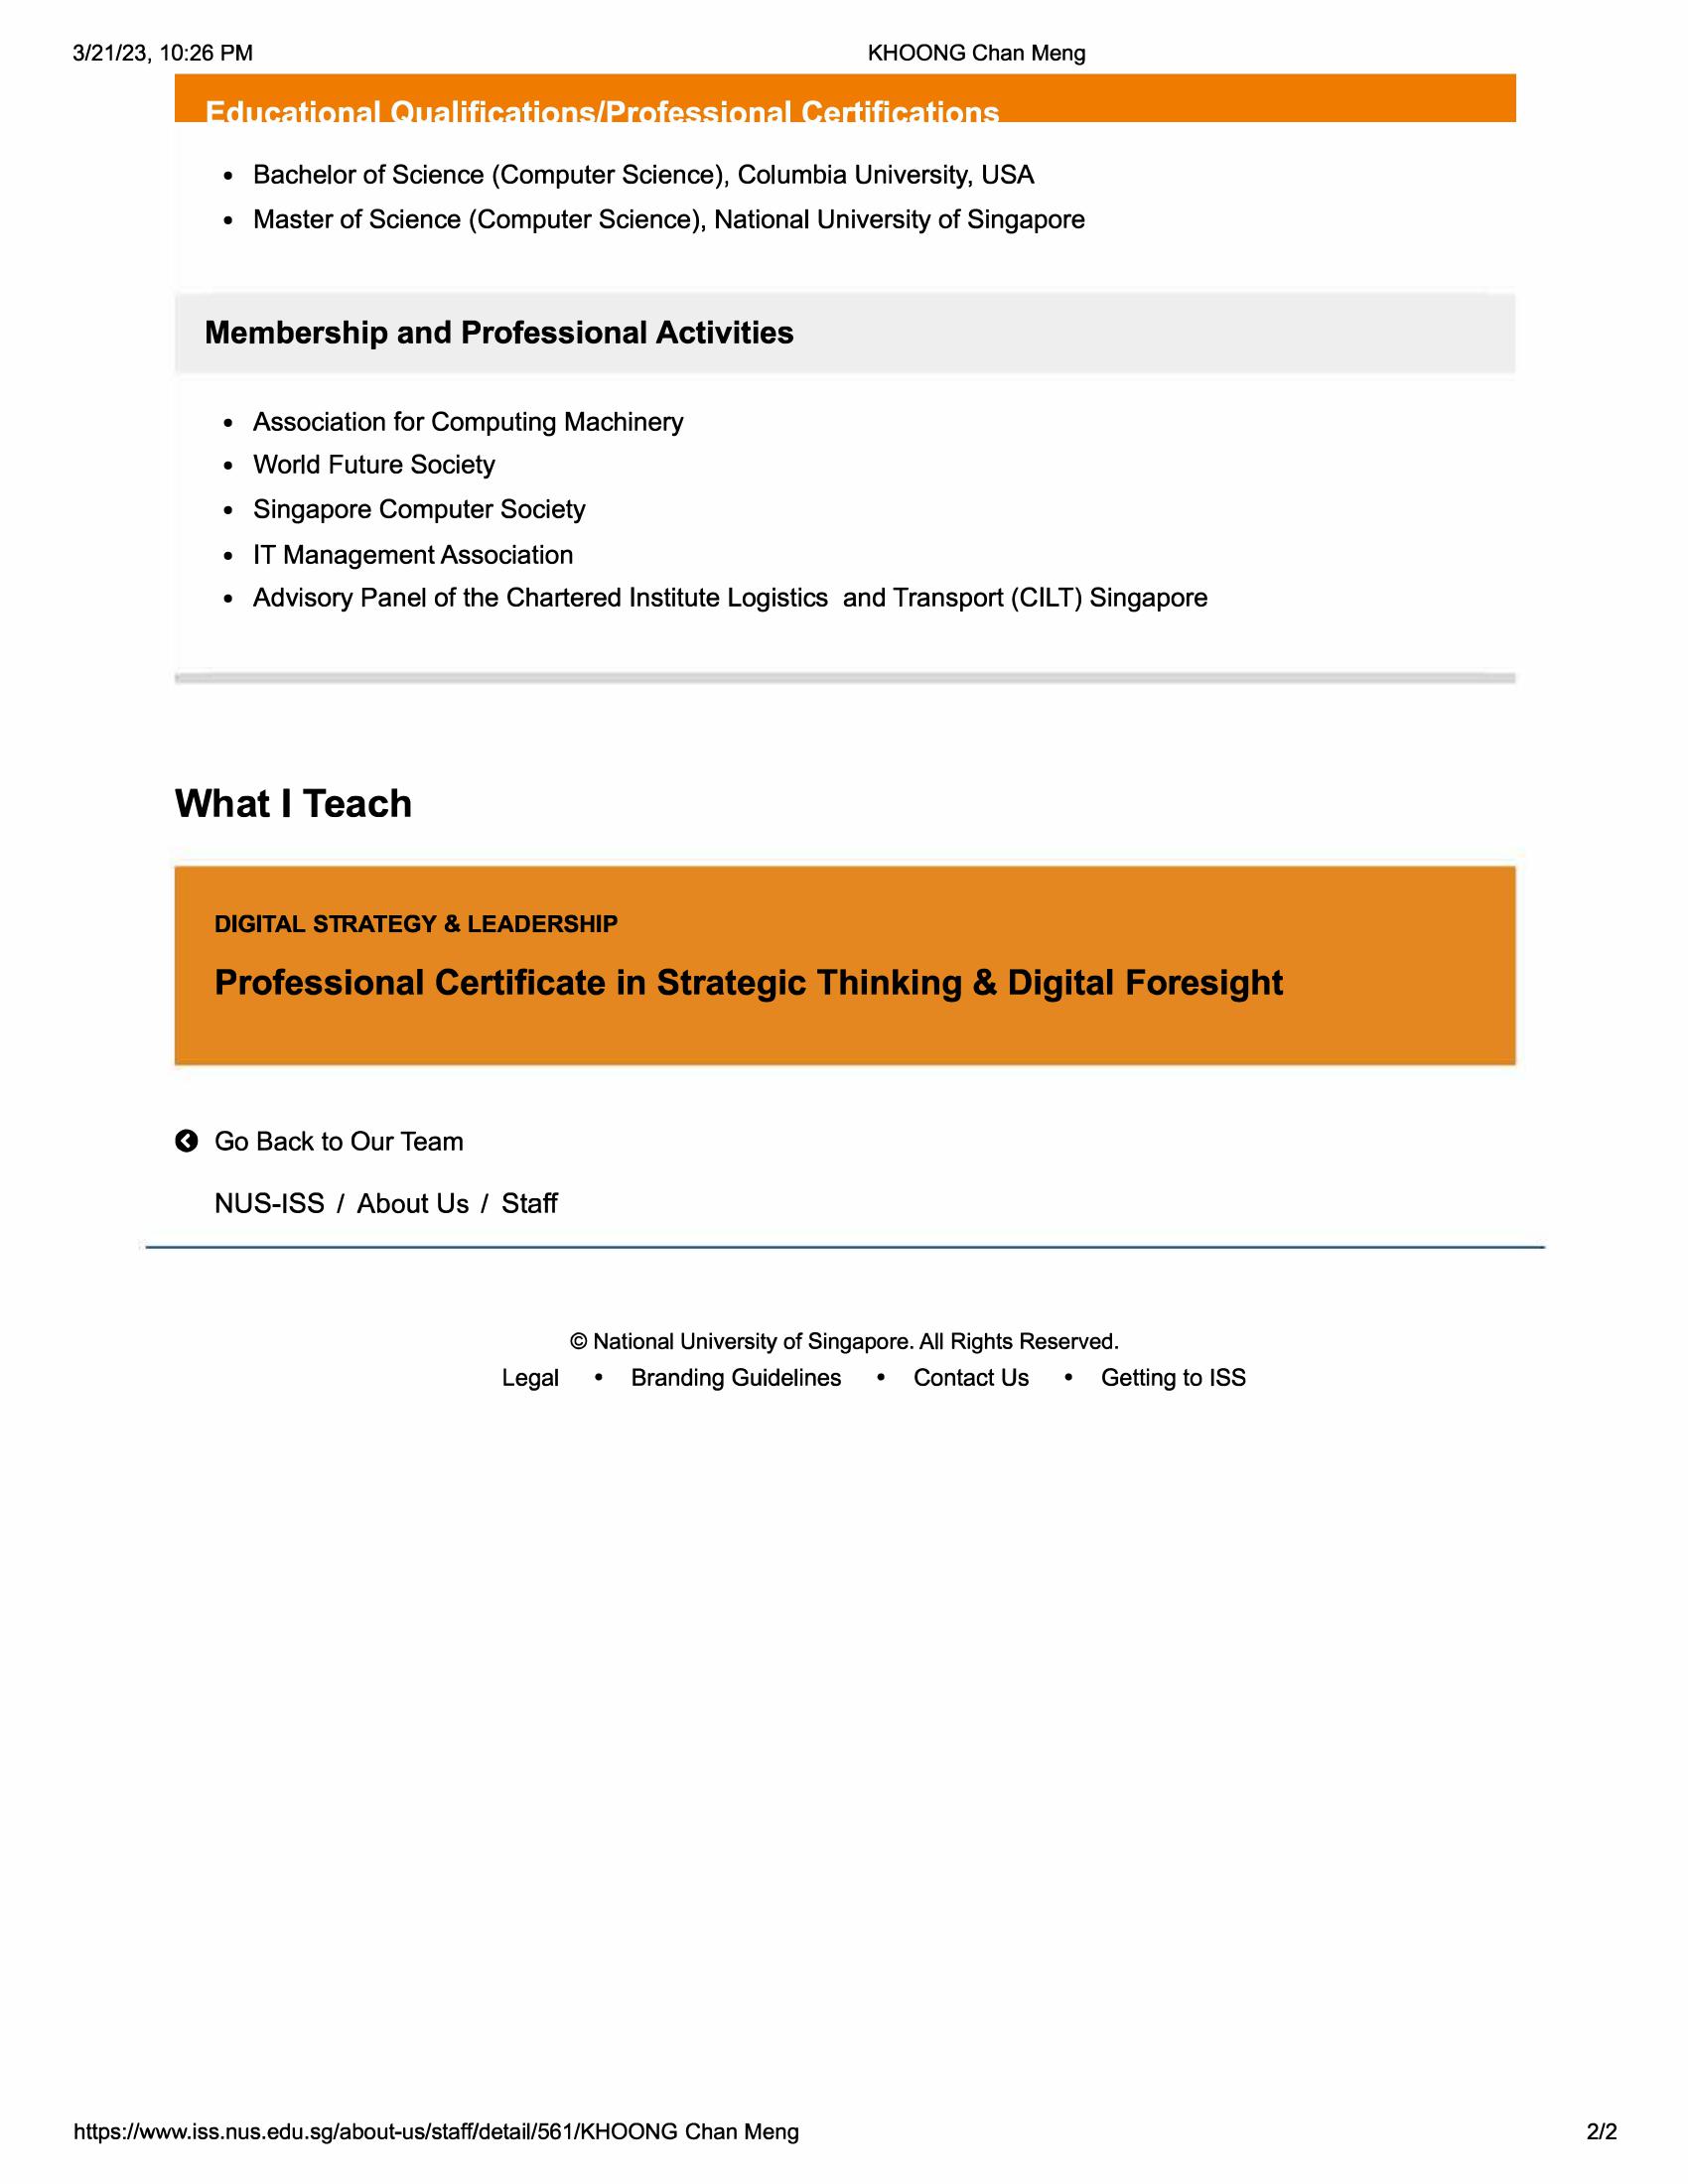 3/21/23, 10:26 PM KHOONG Chan Meng
Educational Qualifications/Professional Certifications
• Bachelor of Science (Computer Science), Columbia University, USA
• Master of Science (Computer Science), National University of Singapore
Membership and Professional Activities
• Association for Computing Machinery
• World Future Society
• Singapore Computer Society
• IT Management Association
• Advisory Panel of the Chartered Institute Logistics  and Transport (CILT) Singapore
What I Teach
DIGITAL STRATEGY & LEADERSHIP
Professional Certificate in Strategic Thinking & Digital Foresight
Go Back to Our Team
NUS-ISS / About Us / Staff
© National University of Singapore. All Rights Reserved.
Legal • Branding Guidelines • Contact Us • Getting to ISS
https://www.iss.nus.edu.sg/about-us/staff/detail/561/KHOONG Chan Meng 2/2